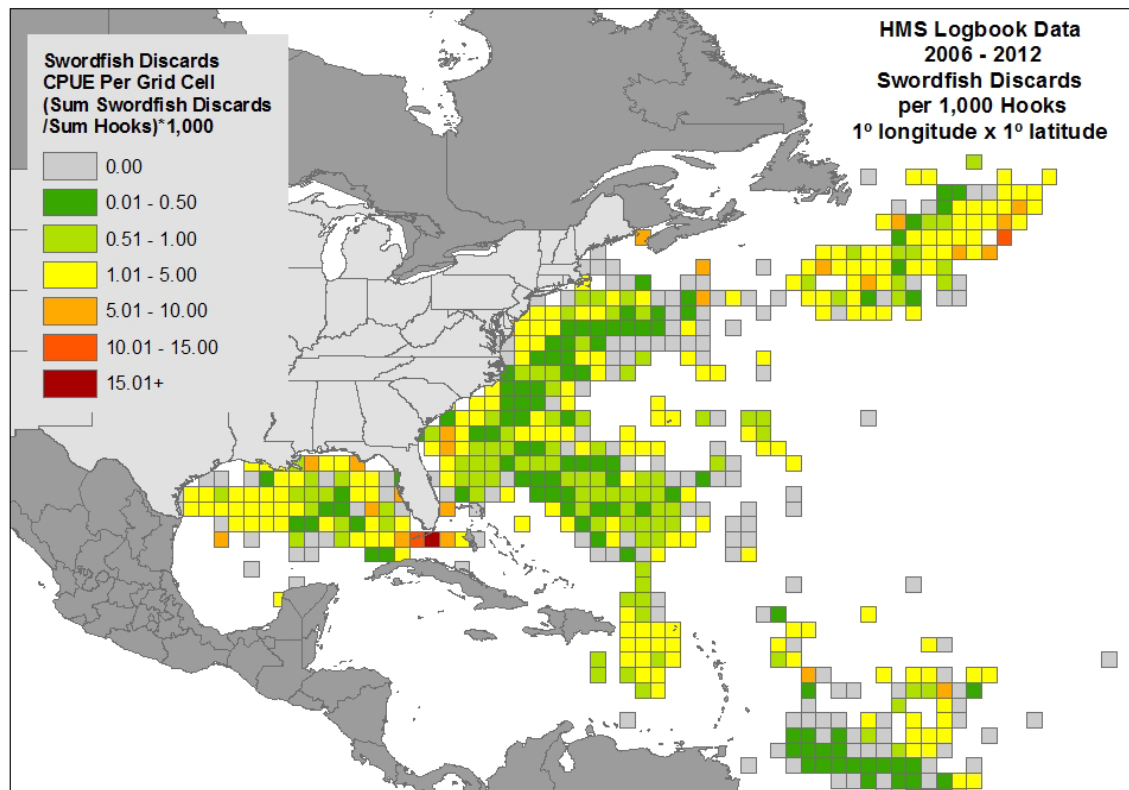 Swordfish Discards
CPUE Per Grid Cell
(Sum Swordfish Discards
/Sum Hooks)*1,000
0.00
0.01 - 0.50
0.51 - 1.00
1.01 - 5.00
5.01 - 10.00
10.01 - 15.00
15.01+
HMS Logbook Data
2006 - 2012
Swordfish Discards
per 1,000 Hooks
1º longitude x 1º latitude